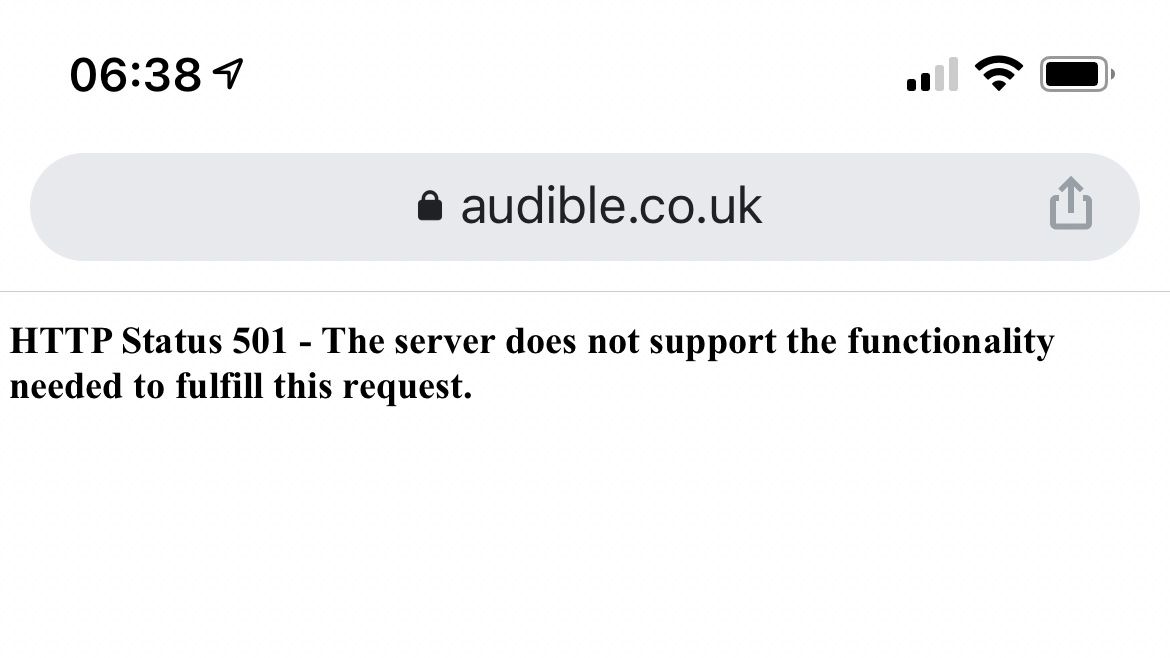 06:38
audible.co.uk
HTTP Status 501 - The server does not support the functionality
needed to fulfill this request.